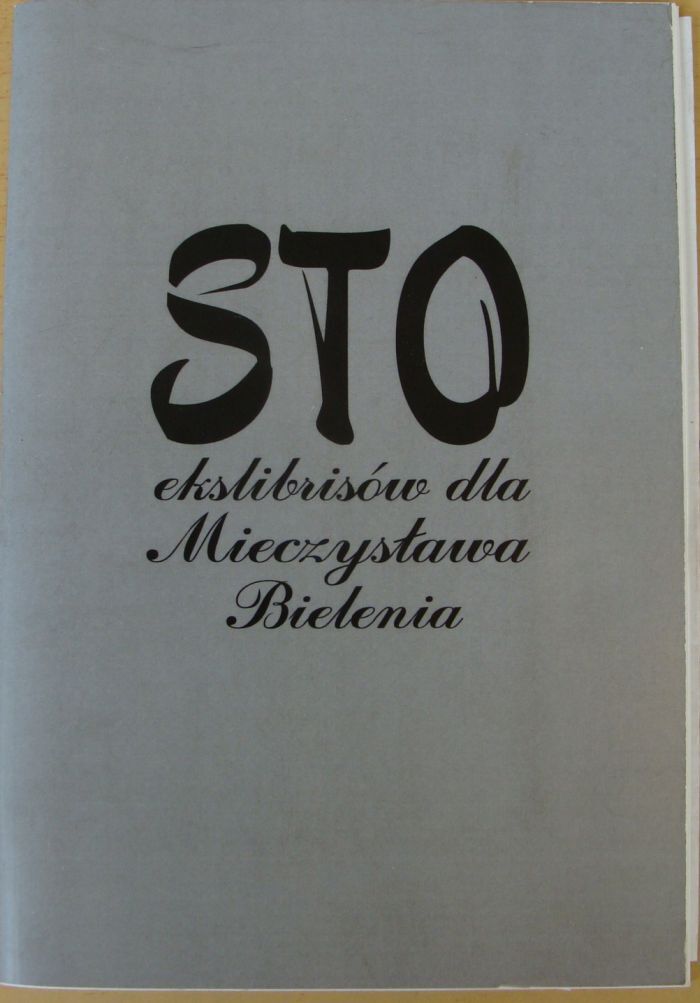 STO
ekslibrisów dla
Mieczysława
Bielenia